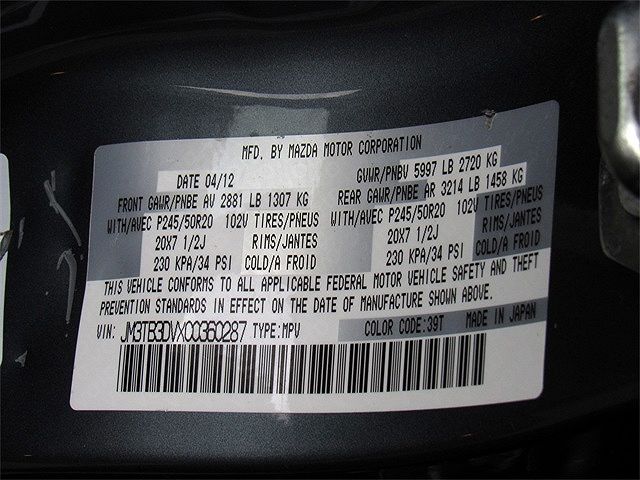 MFD. BY MAZDA MOTOR CORPORATION
DATE 04/12 GVWR/PNBV 5997 LB 2720 KG
FRONT GAWR/PNBE AV 2881 LB 1307 KG REAR GAWR/PNBE AR 3214 LB 1458 KG
WITH/AVEC P245/50R20 102V TIRES/PNEUS WITH/AVEC P245/50R20 102V TIRES/PNEUS
20X7 1/2J RIMS/JANTES 20X7 1/2J RIMS/JANTES
230 KPA/34 PSI COLD/A FROID 230 KPA/34 PSI COLD/A FROID
THIS VEHICLE CONFORMS TO ALL APPLICABLE FEDERAL MOTOR VEHICLE SAFETY AND THEFT
PREVENTION STANDARDS IN EFFECT ON THE DATE OF MANUFACTURE SHOWN ABOVE.
VIN: JM3TB3DVXC0360287 TYPE:MPV COLOR CODE:39T MADE IN JAPAN